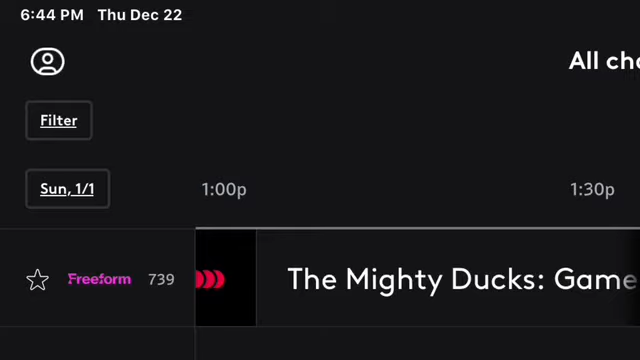 6:44 PM Thu Dec 22
All cha
Filter
Sun, 1/1 1:00p 1:30p
Freeform 739 The Mighty Ducks: Game